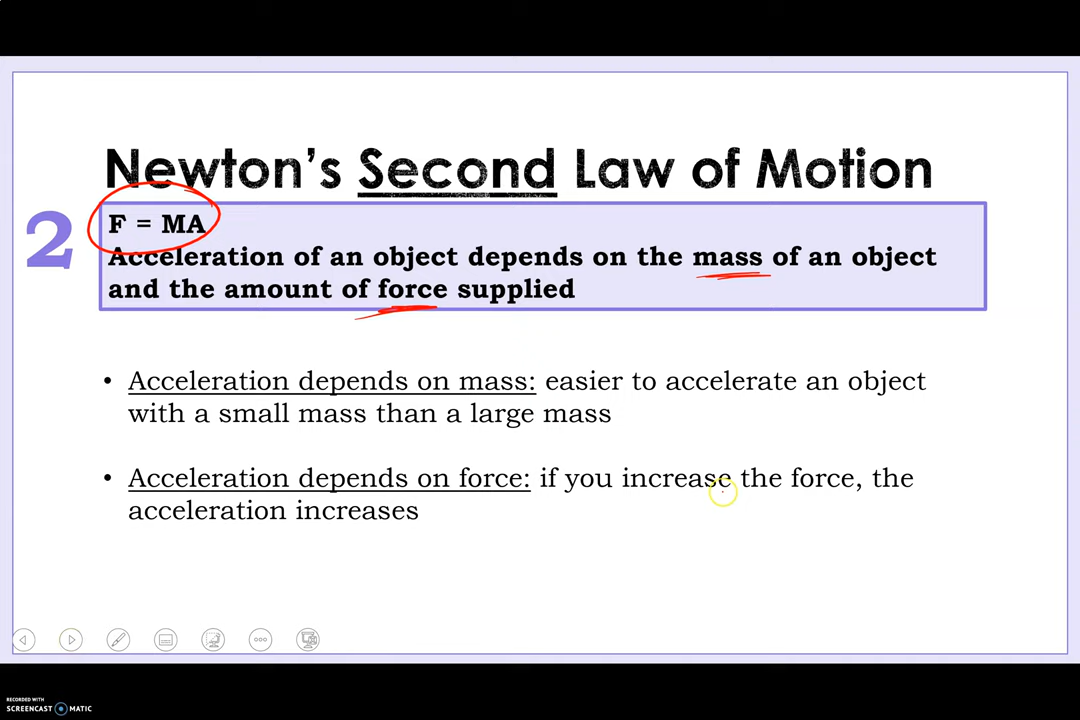 Newton's Second Law of Motion
2
F = MA
Acceleration of an object depends on the mass of an object
and the amount of force supplied
• Acceleration depends on mass: easier to accelerate an object
with a small mass than a large mass
• Acceleration depends on force: if you increase the force, the
acceleration increases
RECORDED WITH
SCREENCAST MATIC